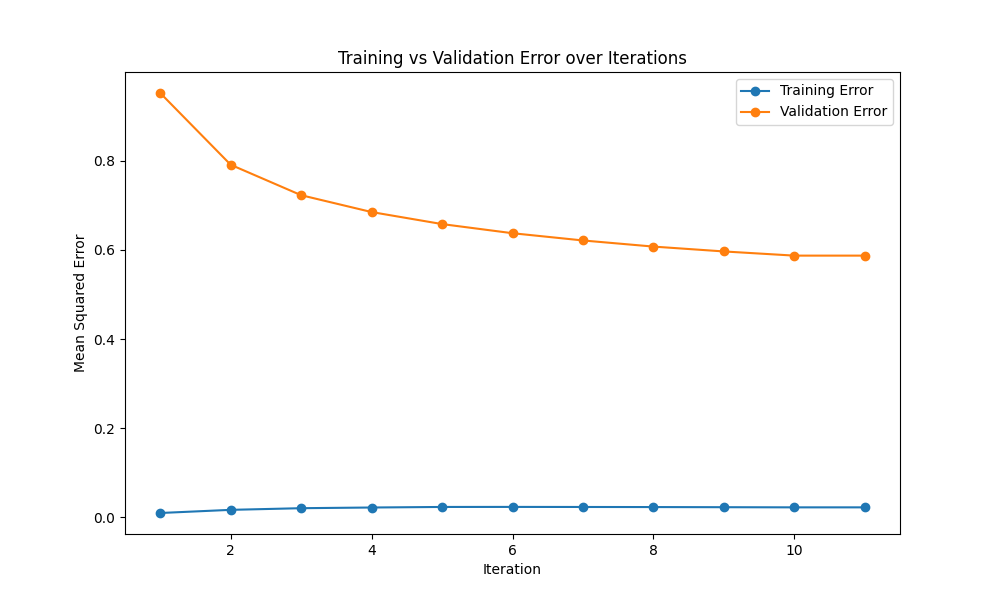 Training vs Validation Error over Iterations
Training Error
Validation Error
Mean Squared Error
0.8
0.6
0.4
0.2
0.0
2
4
6
8
10
Iteration